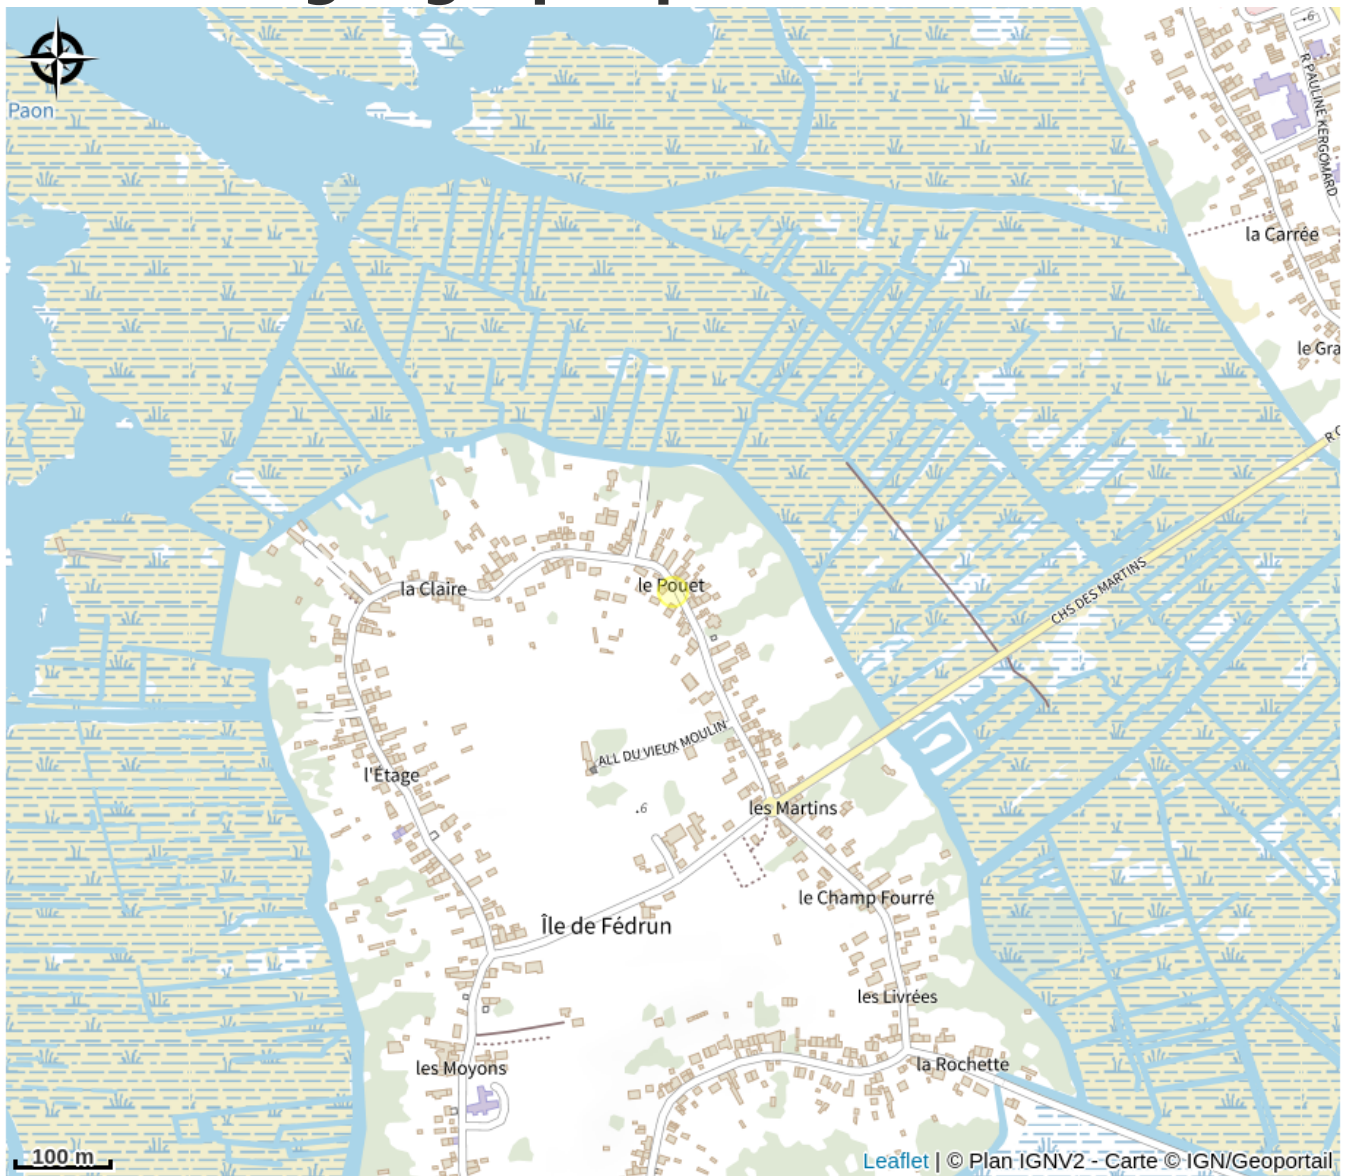 Paon
R PAULINE KERGOMARD
6
la Carrée
le Gra
R C
CHS DES MARTINS
la Claire
le Pouet
ALL DU VIEUX MOULIN
l'Étage
.6
les Martins
le Champ Fourré
Île de Fédrun
les Livrées
la Rochette
les Moyons
100 m
Leaflet | © Plan IGNV2 - Carte © IGN/Geoportail